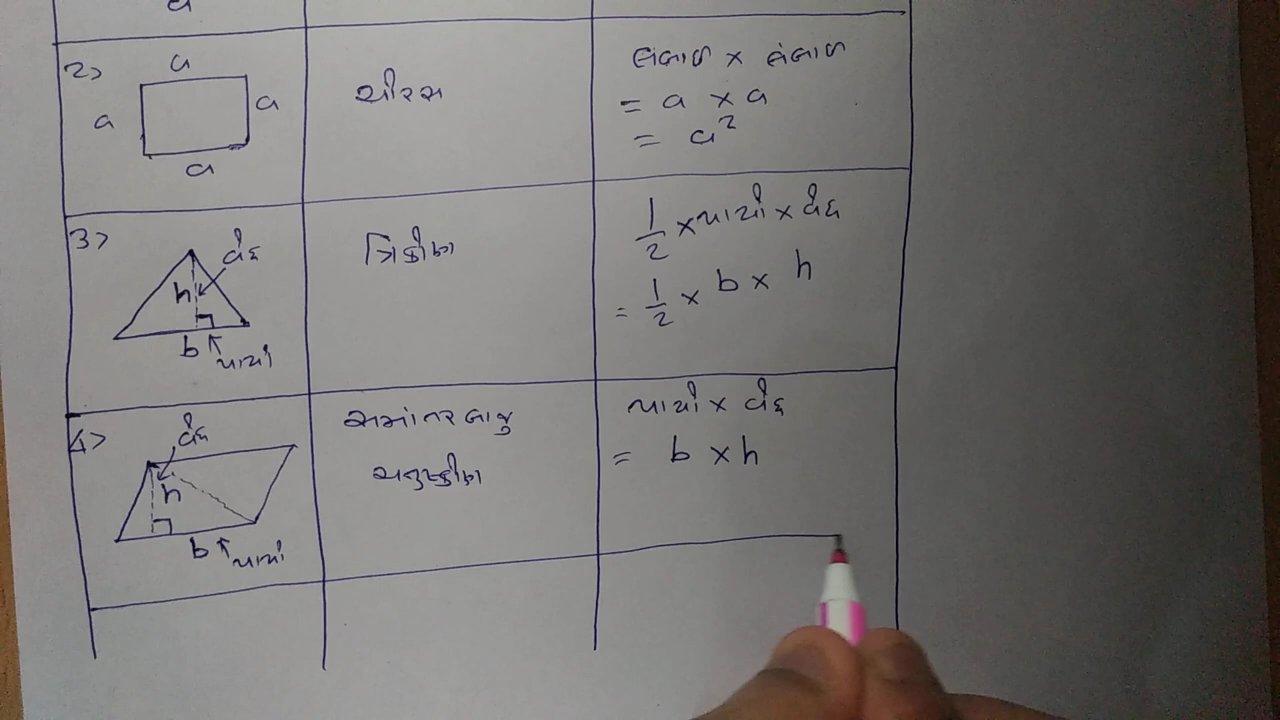 a
2) a
a
a
a
ચોરસ
લંબાઈ × લંબાઈ
= a × a
= a²
3)
વેધ
h
b
પાયો
ત્રિકોણ
1/2 × પાયો × વેધ
= 1/2 × b × h
4)
વેધ
h
b
પાયો
સમાંતરબાજુ
ચતુષ્કોણ
પાયો × વેધ
= b × h